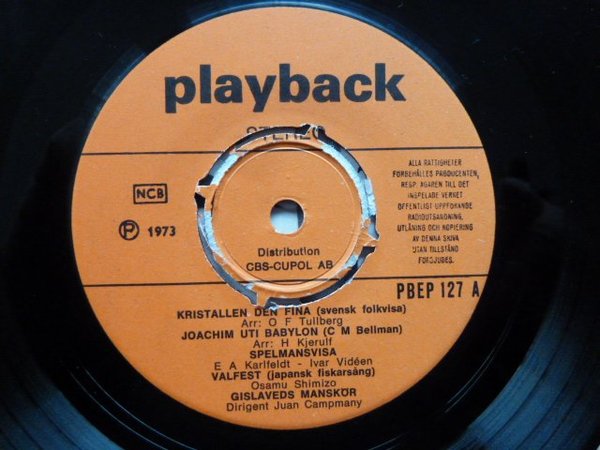 playback
STEREO
NCB
P 1973
ALLA RÄTTIGHETER
FÖRBEHÅLLES PRODUCENTEN,
RESP. ÄGAREN TILL DET
INSPELADE VERKET
OFFENTLIGT UPPFÖRANDE
RADIOUTSÄNDNING,
UTLÅNING OCH KOPIERING
AV DENNA SKIVA
UTAN TILLSTÅND
FÖRBJUDES.
Distribution
CBS-CUPOL AB
PBEP 127 A
KRISTALLEN DEN FINA (svensk folkvisa)
Arr: O F Tullberg
JOACHIM UTI BABYLON (C M Bellman)
Arr: H Kjerulf
SPELMANSVISA
E A Karlfeldt - Ivar Vidéen
VALFEST (japansk fiskarsång)
Osamu Shimizo
GISLAVEDS MANSKÖR
Dirigent Juan Campmany